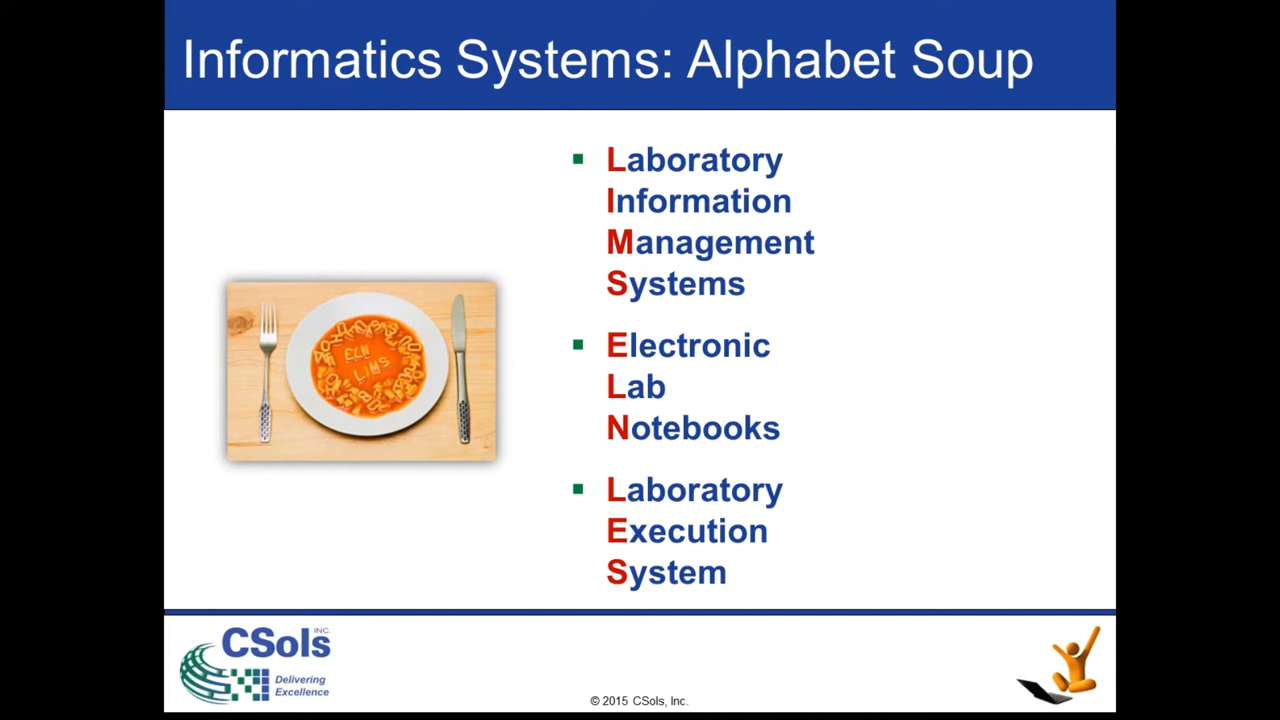 Informatics Systems: Alphabet Soup
▪ Laboratory
Information
Management
Systems
ELN
LIMS
▪ Electronic
Lab
Notebooks
▪ Laboratory
Execution
System
CSols INC.
Delivering
Excellence
© 2015 CSols, Inc.